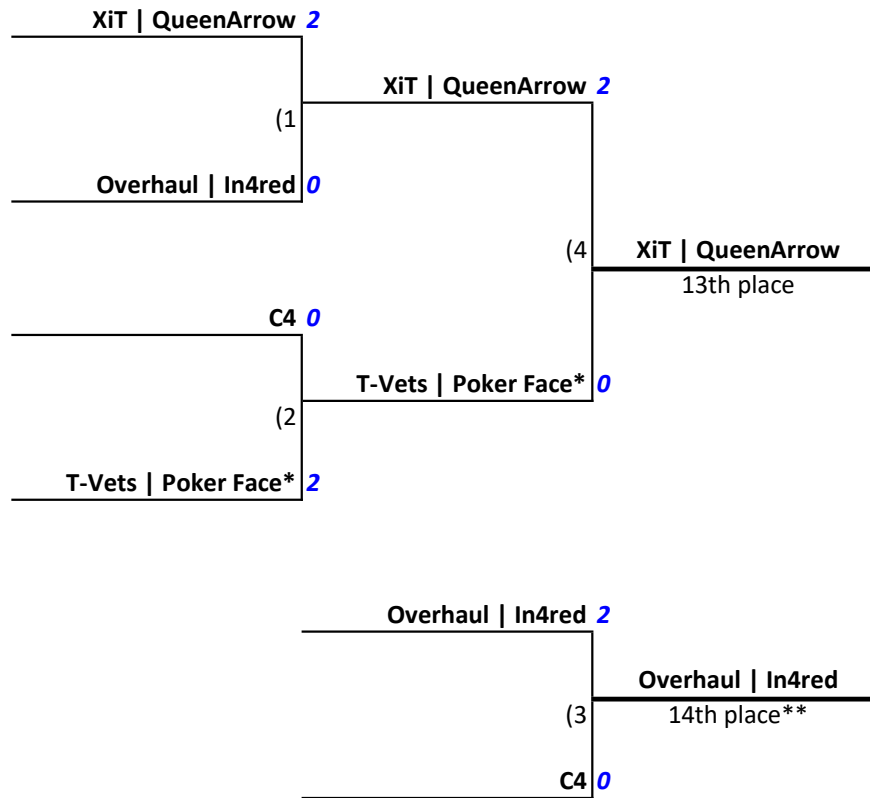 XiT | QueenArrow 2
XiT | QueenArrow 2
(1
Overhaul | In4red 0
(4
XiT | QueenArrow
13th place
C4 0
T-Vets | Poker Face* 0
(2
T-Vets | Poker Face* 2
Overhaul | In4red 2
Overhaul | In4red
(3
14th place**
C4 0